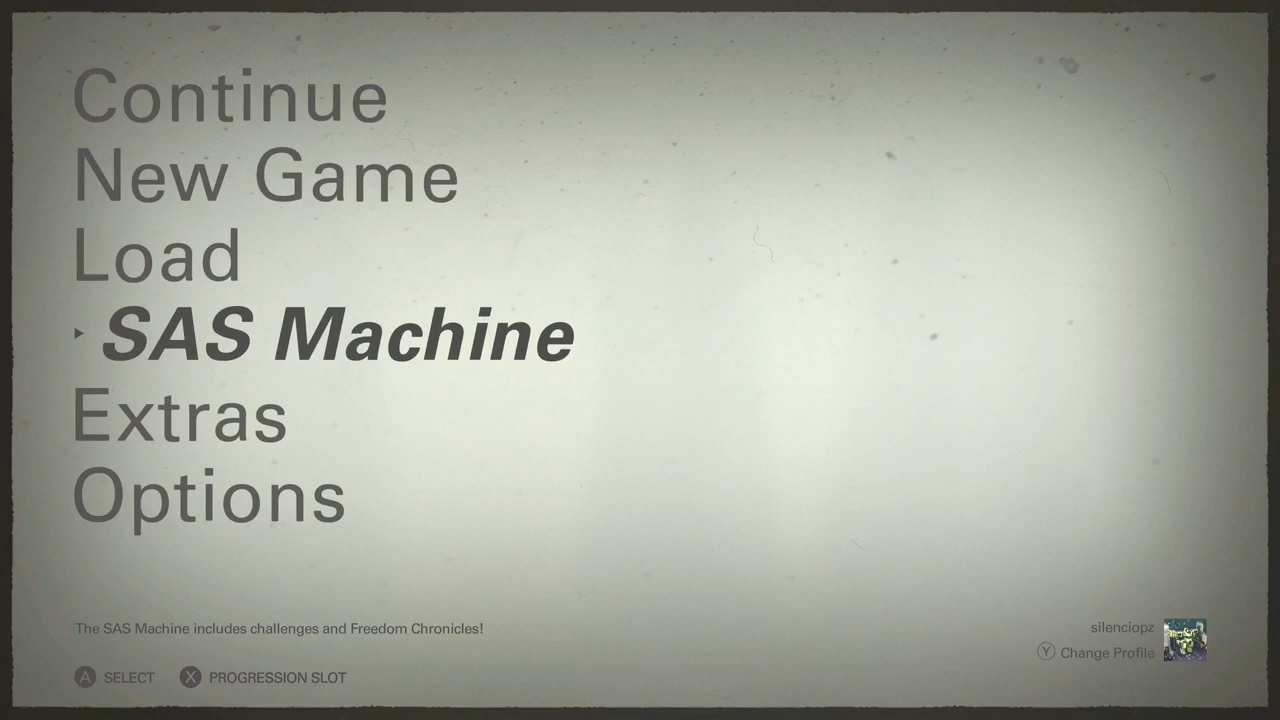 Continue
New Game
Load
SAS Machine
Extras
Options
The SAS Machine includes challenges and Freedom Chronicles!
silenciopz
Y Change Profile
A SELECT X PROGRESSION SLOT